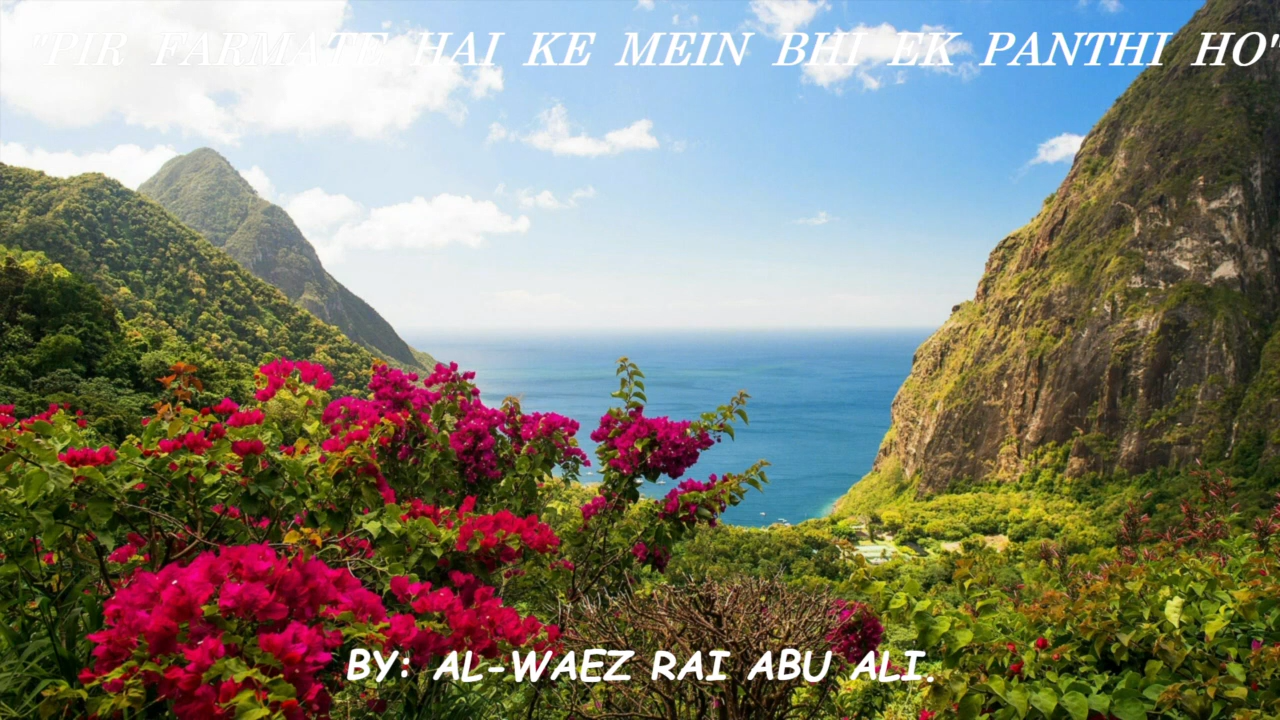 "PIR FARMATE HAI KE MEIN BHI EK PANTHI HO"
BY: AL-WAEZ RAI ABU ALI.